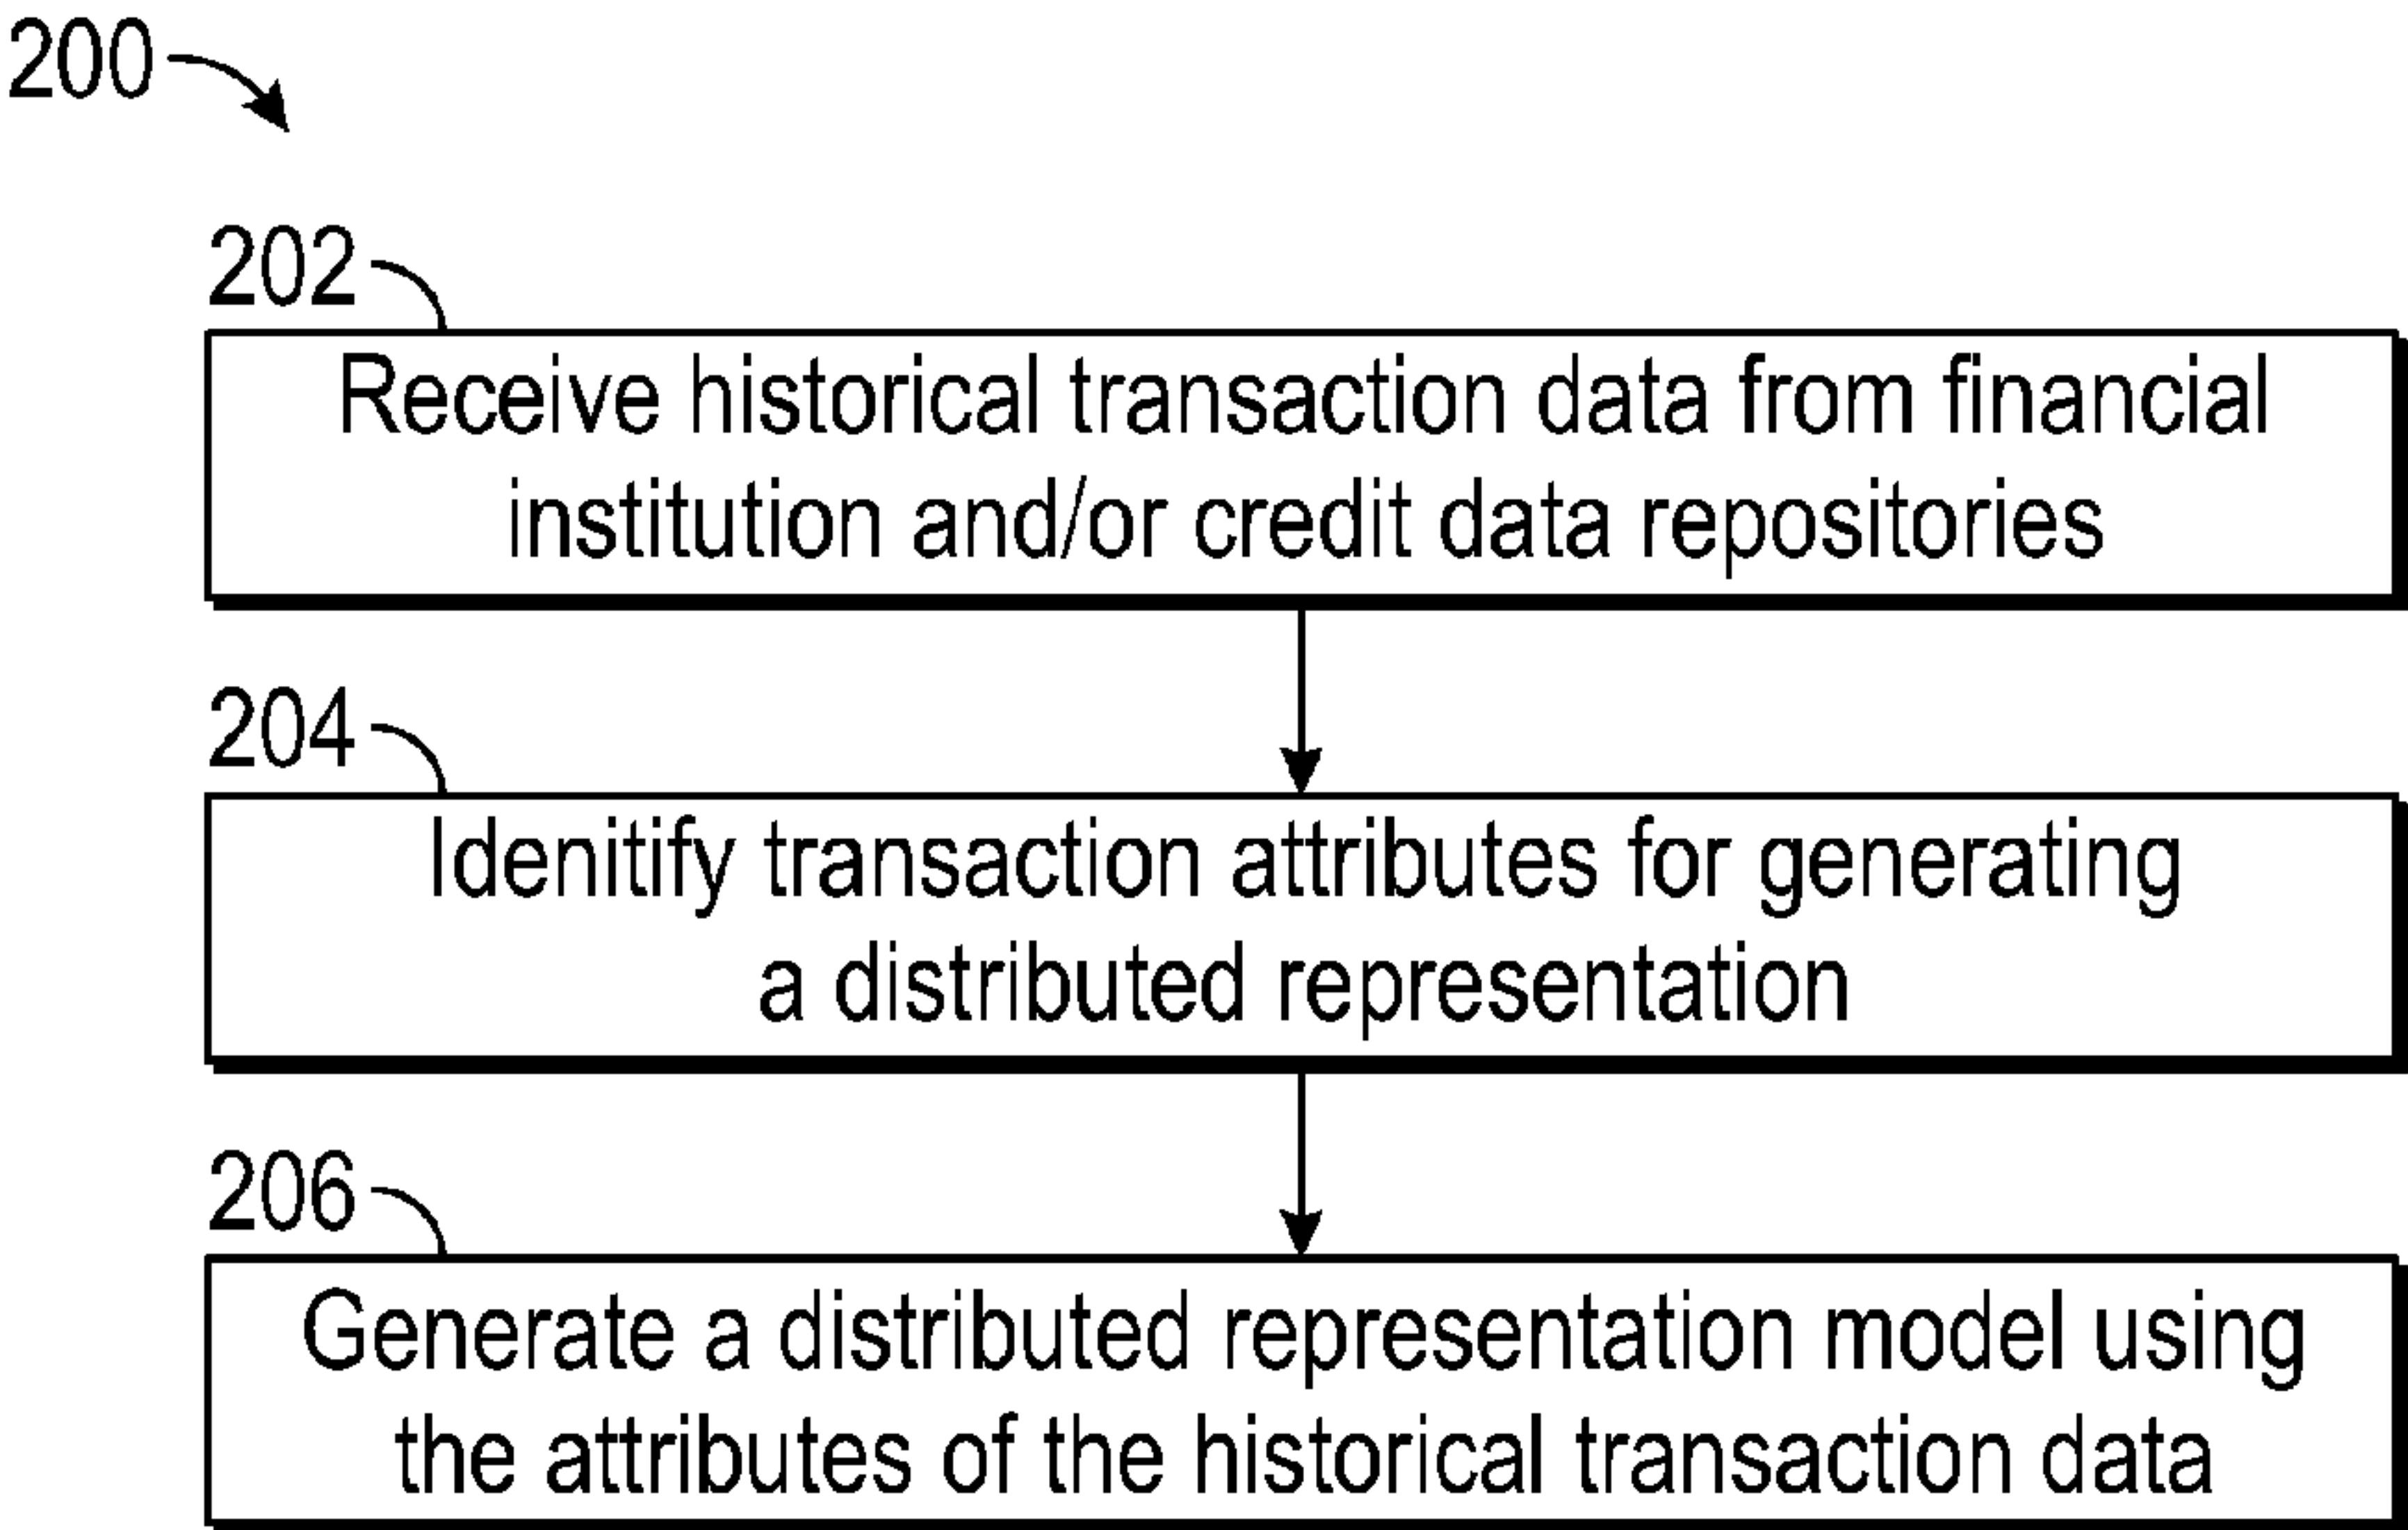 200
202
Receive historical transaction data from financial
institution and/or credit data repositories
204
Idenitify transaction attributes for generating
a distributed representation
206
Generate a distributed representation model using
the attributes of the historical transaction data